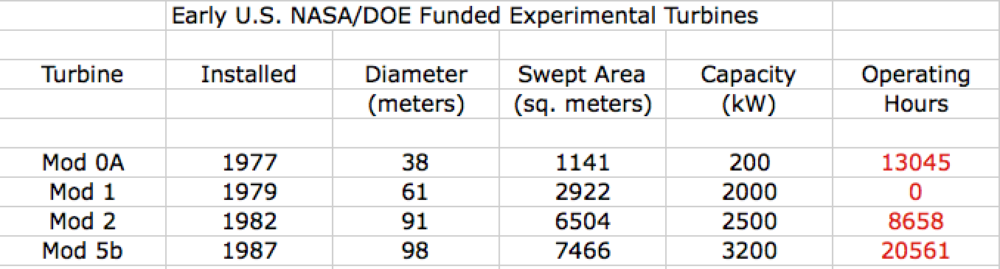 Early U.S. NASA/DOE Funded Experimental Turbines
Turbine Installed Diameter Swept Area Capacity Operating
(meters) (sq. meters) (kW) Hours
Mod 0A 1977 38 1141 200 13045
Mod 1 1979 61 2922 2000 0
Mod 2 1982 91 6504 2500 8658
Mod 5b 1987 98 7466 3200 20561